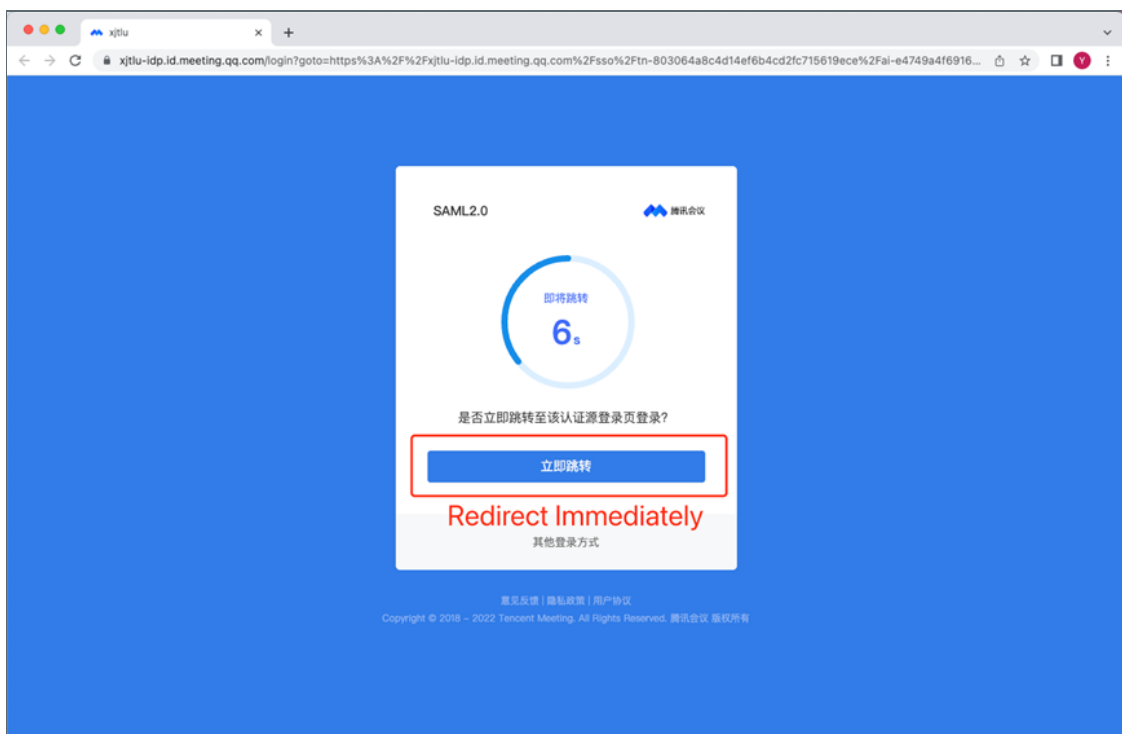 xjtlu
xjtlu-idp.id.meeting.qq.com/login?goto=https%3A%2F%2Fxjtlu-idp.id.meeting.qq.com%2Fsso%2Ftn-803064a8c4d14ef6b4cd2fc715619ece%2Fai-e4749a4f6916...
Y
SAML2.0
腾讯会议
即将跳转
6s
是否立即跳转至该认证源登录页登录?
立即跳转
Redirect Immediately
其他登录方式
意见反馈 | 隐私政策 | 用户协议
Copyright © 2018 – 2022 Tencent Meeting. All Rights Reserved. 腾讯会议 版权所有